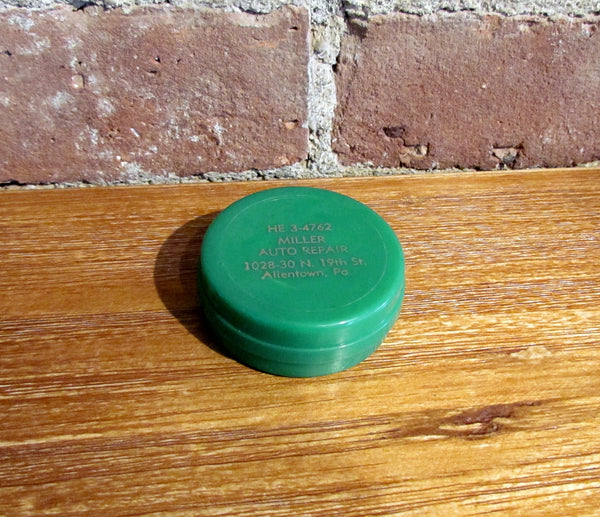 HE 3-4762
MILLER
AUTO REPAIR
1028-30 N. 19th St.
Allentown, Pa